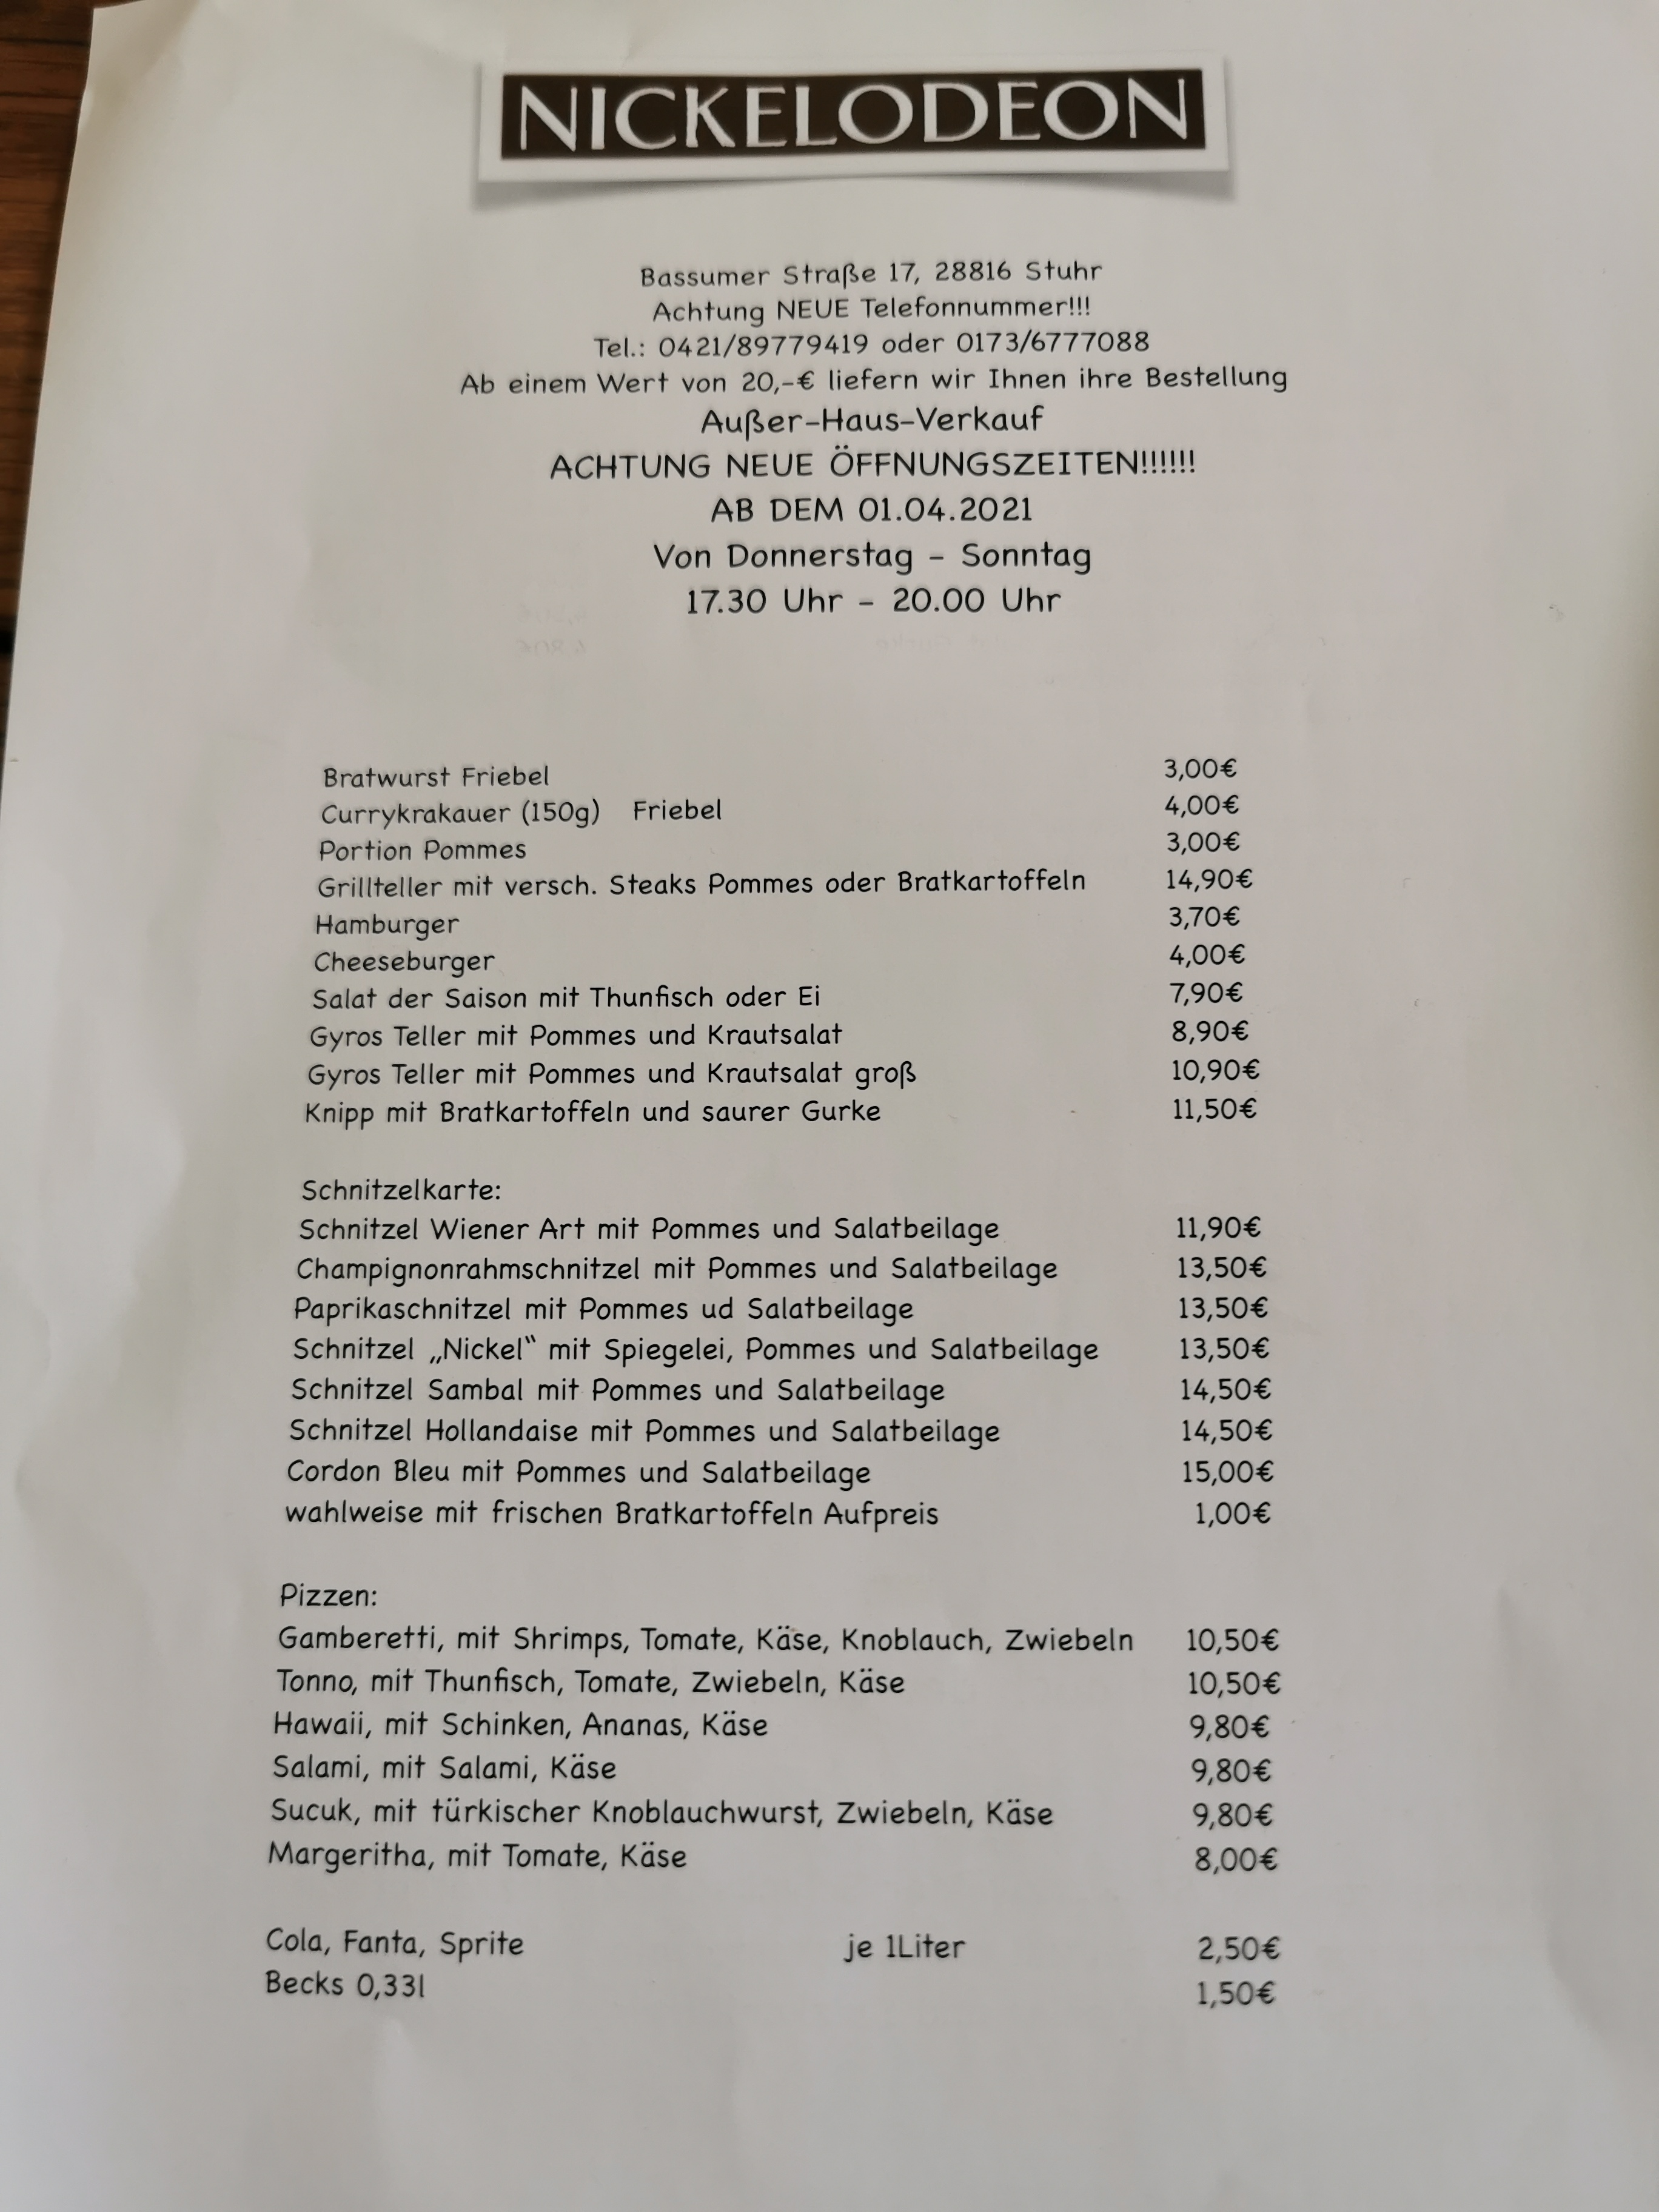 NICKELODEON
Bassumer Straße 17, 28816 Stuhr
Achtung NEUE Telefonnummer!!!
Tel.: 0421/89779419 oder 0173/6777088
Ab einem Wert von 20,-€ liefern wir Ihnen ihre Bestellung
Außer-Haus-Verkauf
ACHTUNG NEUE ÖFFNUNGSZEITEN!!!!!!
AB DEM 01.04.2021
Von Donnerstag - Sonntag
17.30 Uhr - 20.00 Uhr
Bratwurst Friebel 3,00€
Currykrakauer (150g) Friebel 4,00€
Portion Pommes 3,00€
Grillteller mit versch. Steaks Pommes oder Bratkartoffeln 14,90€
Hamburger 3,70€
Cheeseburger 4,00€
Salat der Saison mit Thunfisch oder Ei 7,90€
Gyros Teller mit Pommes und Krautsalat 8,90€
Gyros Teller mit Pommes und Krautsalat groß 10,90€
Knipp mit Bratkartoffeln und saurer Gurke 11,50€
Schnitzelkarte:
Schnitzel Wiener Art mit Pommes und Salatbeilage 11,90€
Champignonrahmschnitzel mit Pommes und Salatbeilage 13,50€
Paprikaschnitzel mit Pommes ud Salatbeilage 13,50€
Schnitzel „Nickel“ mit Spiegelei, Pommes und Salatbeilage 13,50€
Schnitzel Sambal mit Pommes und Salatbeilage 14,50€
Schnitzel Hollandaise mit Pommes und Salatbeilage 14,50€
Cordon Bleu mit Pommes und Salatbeilage 15,00€
wahlweise mit frischen Bratkartoffeln Aufpreis 1,00€
Pizzen:
Gamberetti, mit Shrimps, Tomate, Käse, Knoblauch, Zwiebeln 10,50€
Tonno, mit Thunfisch, Tomate, Zwiebeln, Käse 10,50€
Hawaii, mit Schinken, Ananas, Käse 9,80€
Salami, mit Salami, Käse 9,80€
Sucuk, mit türkischer Knoblauchwurst, Zwiebeln, Käse 9,80€
Margeritha, mit Tomate, Käse 8,00€
Cola, Fanta, Sprite je 1Liter 2,50€
Becks 0,33l 1,50€